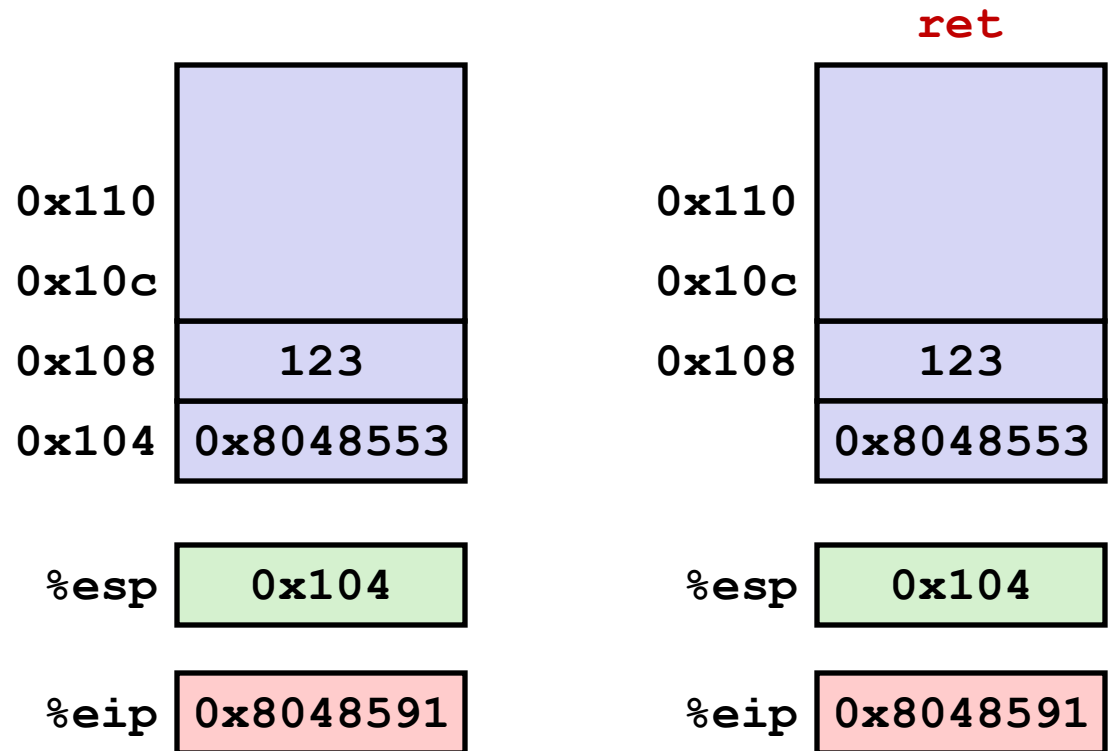 ret
0x110 0x110
0x10c 0x10c
0x108 123 0x108 123
0x104 0x8048553 0x8048553
%esp 0x104 %esp 0x104
%eip 0x8048591 %eip 0x8048591